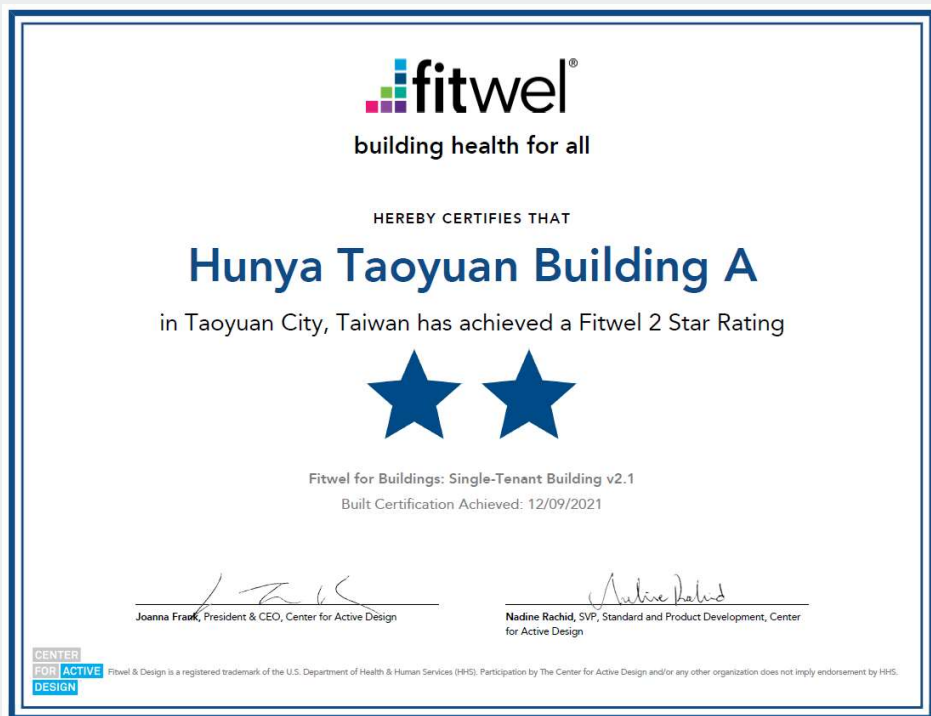 fitwel®
building health for all
HEREBY CERTIFIES THAT
Hunya Taoyuan Building A
in Taoyuan City, Taiwan has achieved a Fitwel 2 Star Rating
Fitwel for Buildings: Single-Tenant Building v2.1
Built Certification Achieved: 12/09/2021
Joanna Frank, President & CEO, Center for Active Design
Nadine Rachid, SVP, Standard and Product Development, Center
for Active Design
CENTER
FOR ACTIVE
DESIGN
Fitwel & Design is a registered trademark of the U.S. Department of Health & Human Services (HHS). Participation by The Center for Active Design and/or any other organization does not imply endorsement by HHS.